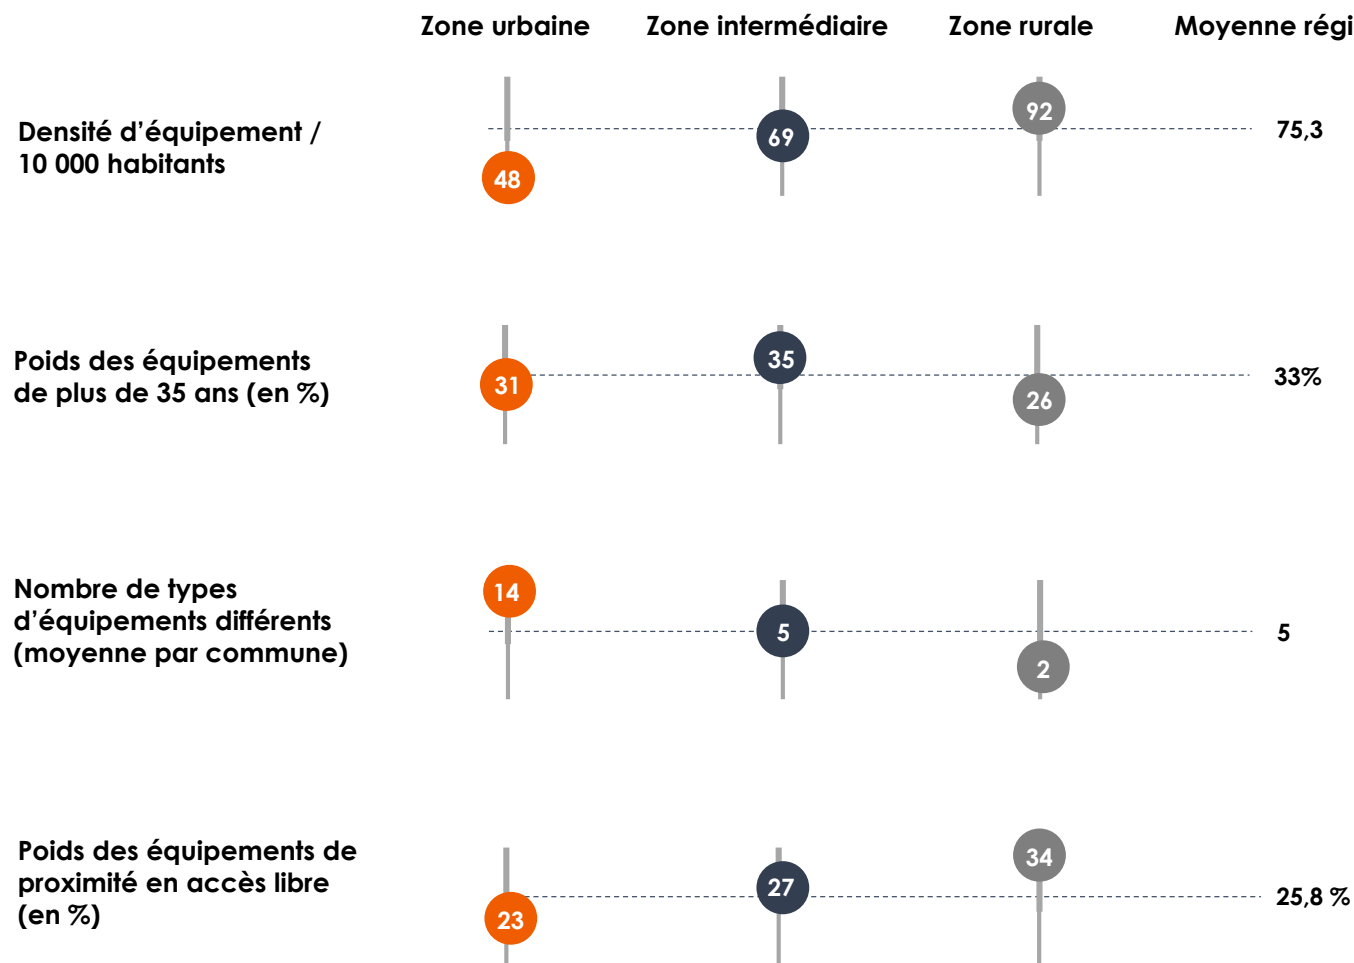 Zone urbaine Zone intermédiaire Zone rurale Moyenne régi
Densité d’équipement /
10 000 habitants
48 69 92 75,3
Poids des équipements
de plus de 35 ans (en %)
31 35 26 33%
Nombre de types
d’équipements différents
(moyenne par commune)
14 5 2 5
Poids des équipements de
proximité en accès libre
(en %)
23 27 34 25,8 %